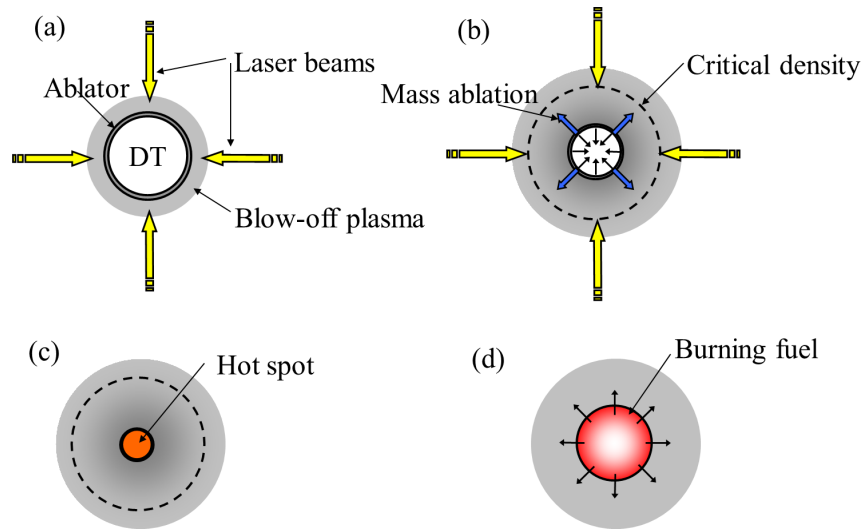 (a)
Laser beams
Ablator
DT
Blow-off plasma
(b)
Critical density
Mass ablation
(c)
Hot spot
(d)
Burning fuel